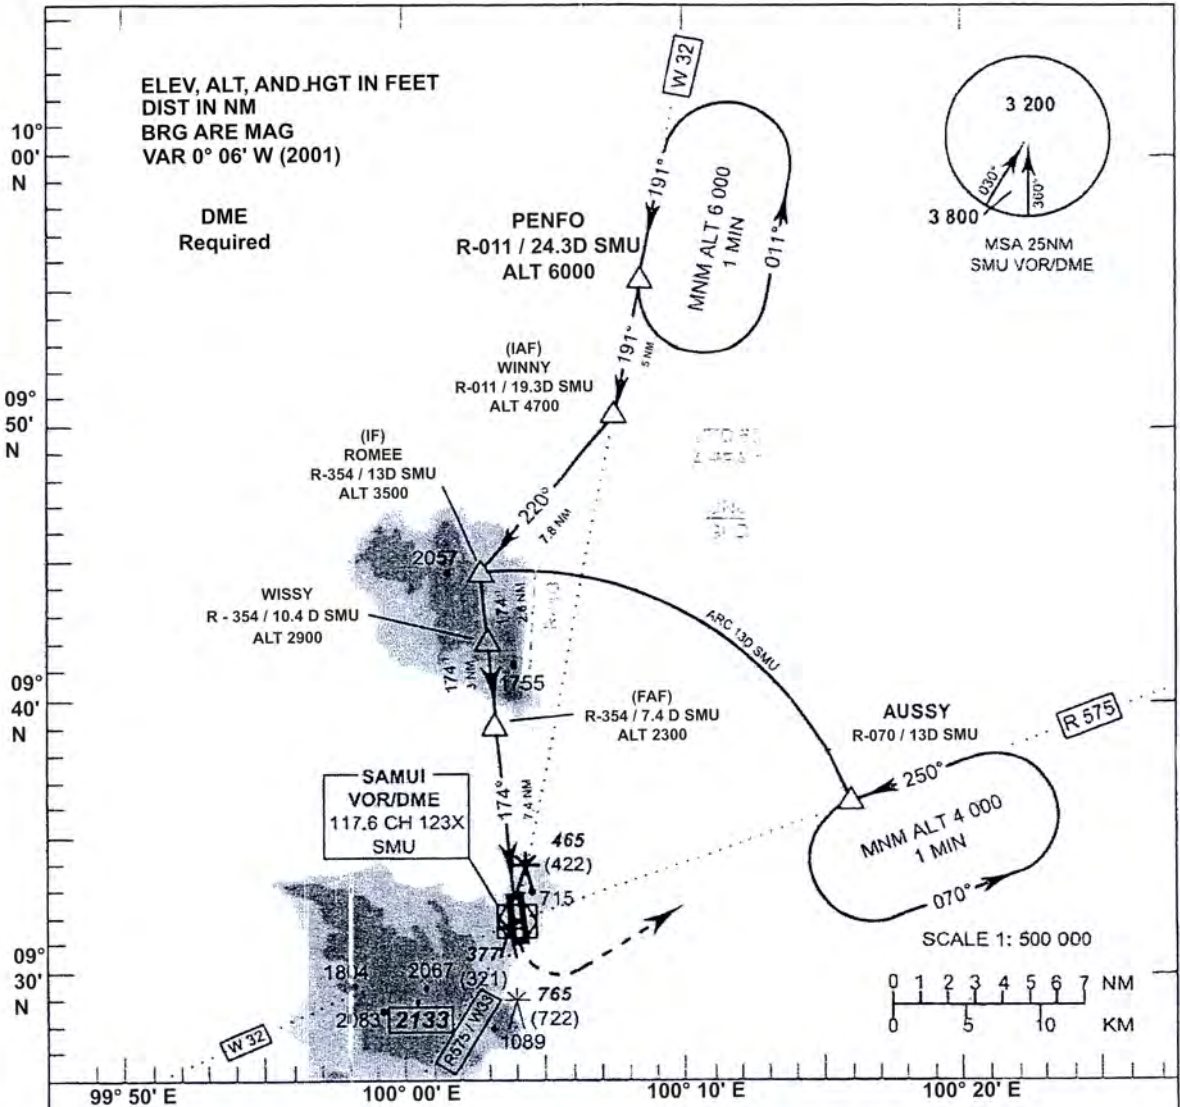 W 32
ELEV, ALT, AND HGT IN FEET
DIST IN NM
BRG ARE MAG
VAR 0° 06' W (2001)
DME
Required
10°
00'
N
3 200
030°
360°
3 800
MSA 25NM
SMU VOR/DME
191°
MNM ALT 6 000
1 MIN
011°
PENFO
R-011 / 24.3D SMU
ALT 6000
191°
5 NM
(IAF)
WINNY
R-011 / 19.3D SMU
ALT 4700
09°
50'
N
(IF)
ROMEE
R-354 / 13D SMU
ALT 3500
220°
7.8 NM
2057
174°
2.6 NM
WISSY
R - 354 / 10.4 D SMU
ALT 2900
ARC 13D SMU
174°
3 NM
1755
09°
40'
N
(FAF)
R-354 / 7.4 D SMU
ALT 2300
AUSSY
R-070 / 13D SMU
R 575
250°
MNM ALT 4 000
1 MIN
070°
174°
7.4 NM
SAMUI
VOR/DME
117.6 CH 123X
SMU
465
(422)
715
SCALE 1: 500 000
09°
30'
N
377
(321)
1804
2067
2083
2133
765
(722)
1089
R575 / W33
W 32
0 1 2 3 4 5 6 7 NM
0 5 10 KM
99° 50' E
100° 00' E
100° 10' E
100° 20' E